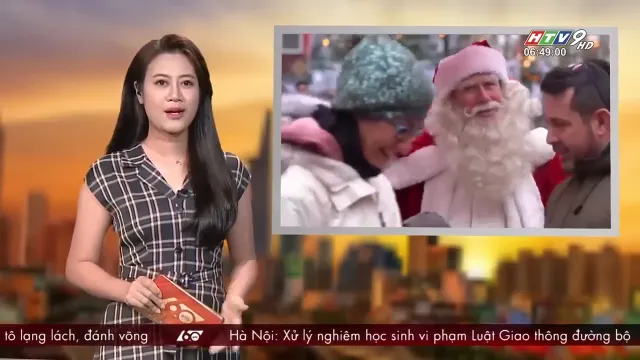 HTV9 HD
06:49:00
tô lạng lách, đánh võng 60 Hà Nội: Xử lý nghiêm học sinh vi phạm Luật Giao thông đường bộ